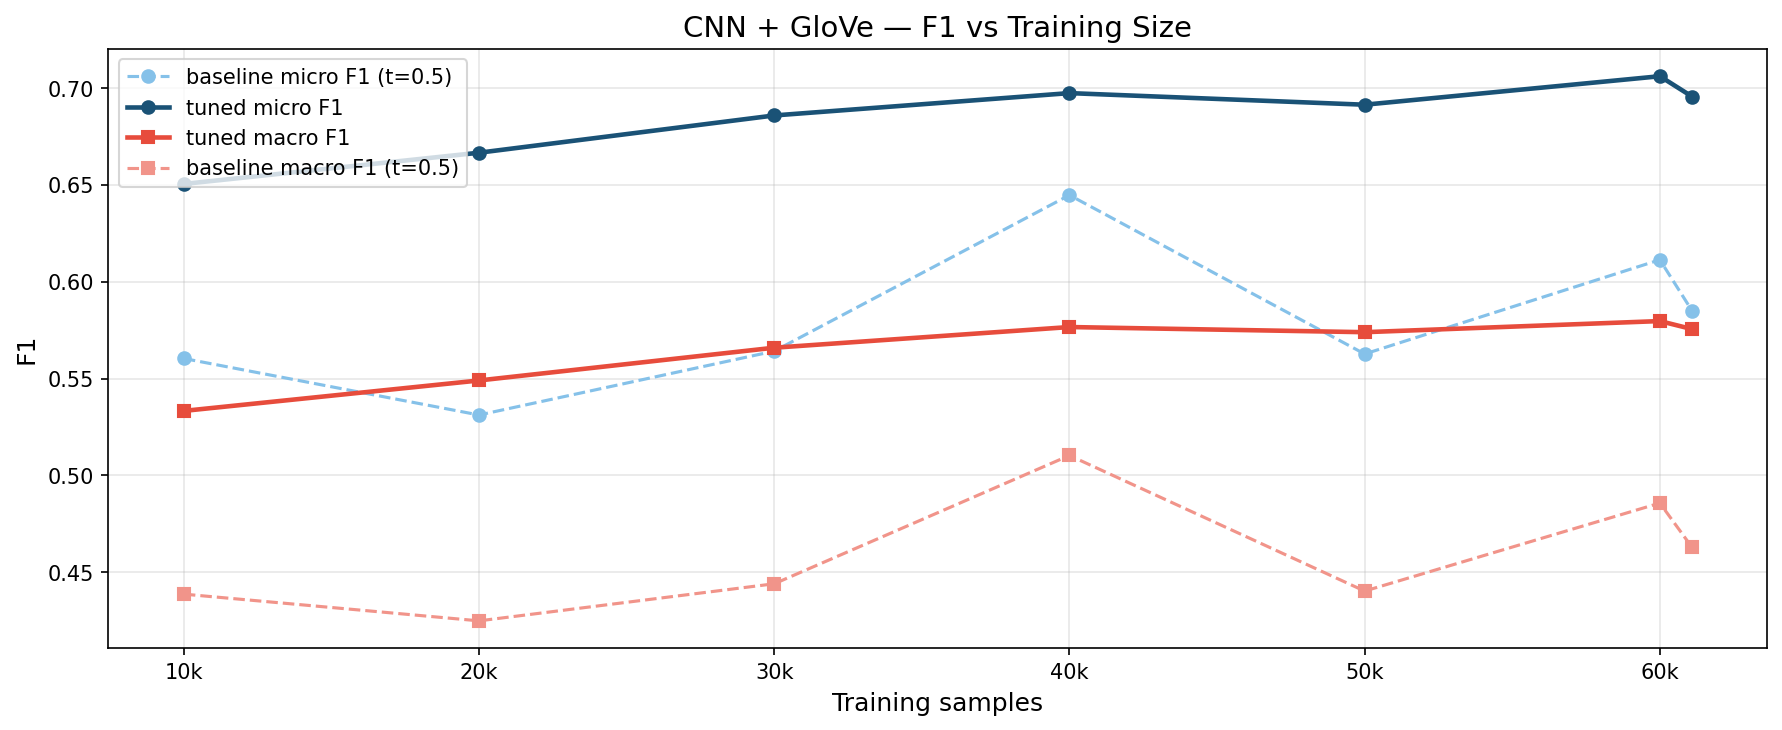 CNN + GloVe — F1 vs Training Size
baseline micro F1 (t=0.5)
tuned micro F1
tuned macro F1
baseline macro F1 (t=0.5)
F1
0.70
0.65
0.60
0.55
0.50
0.45
10k 20k 30k 40k 50k 60k
Training samples